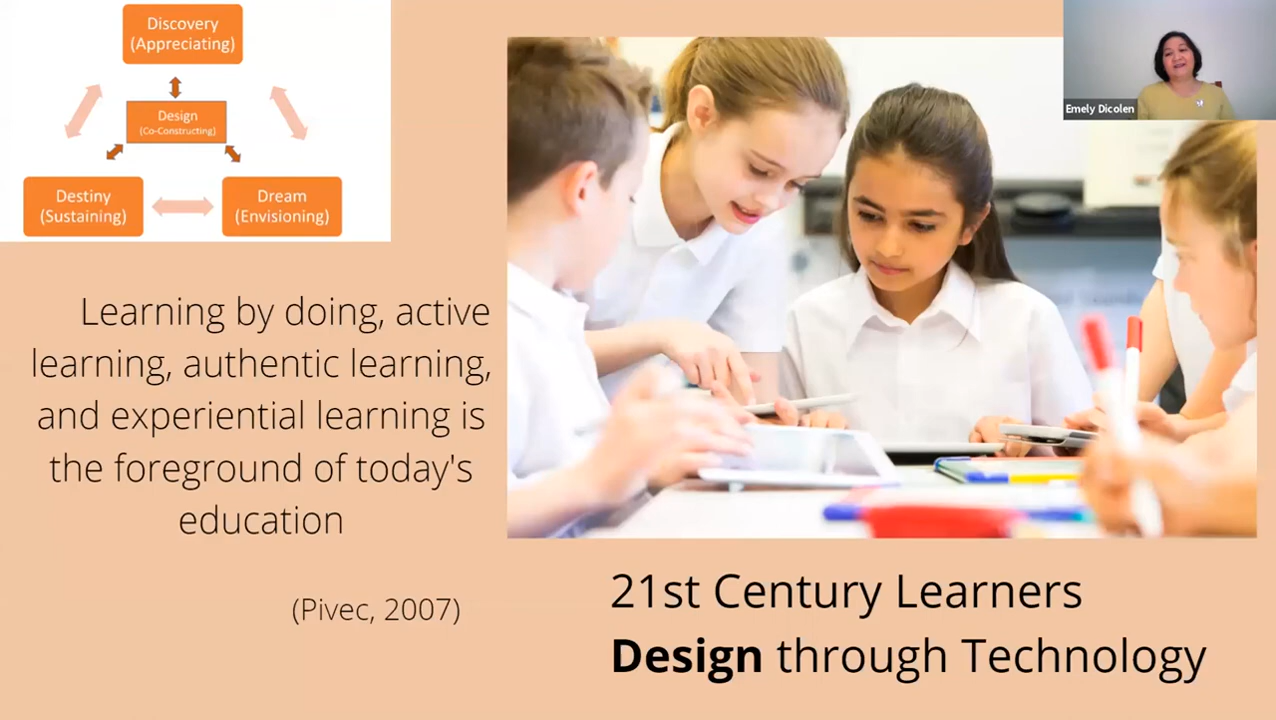 Discovery
(Appreciating)
Design
(Co-Constructing)
Destiny
(Sustaining)
Dream
(Envisioning)
Emely Dicolen
Learning by doing, active
learning, authentic learning,
and experiential learning is
the foreground of today's
education
(Pivec, 2007)
21st Century Learners
Design through Technology